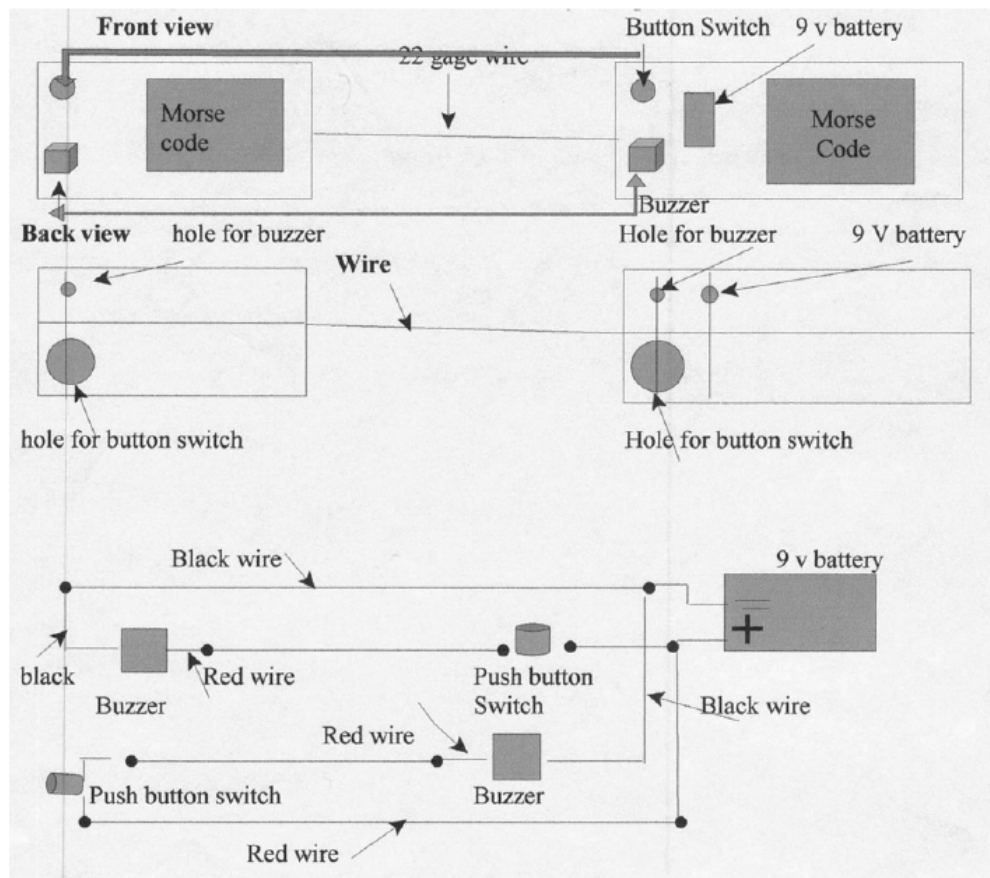 Front view
Button Switch
9 v battery
22 gage wire
Morse
code
Morse
Code
Buzzer
Back view
hole for buzzer
Hole for buzzer
9 V battery
Wire
hole for button switch
Hole for button switch
Black wire
9 v battery
+
black
Red wire
Buzzer
Push button
Switch
Black wire
Red wire
Push button switch
Buzzer
Red wire